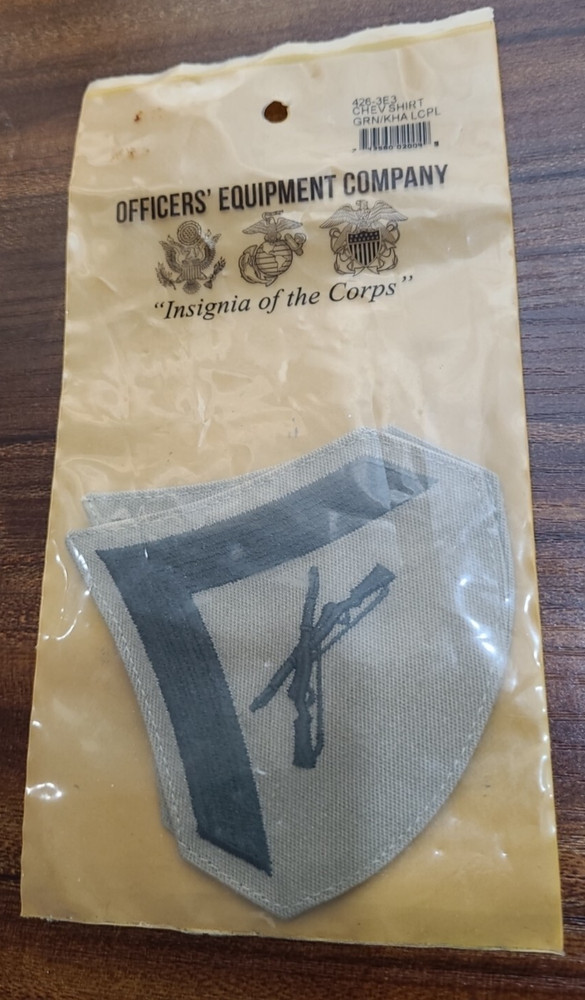 426-3E3
CHEV SHIRT
GRN/KHA LCPL
OFFICERS' EQUIPMENT COMPANY
"Insignia of the Corps"